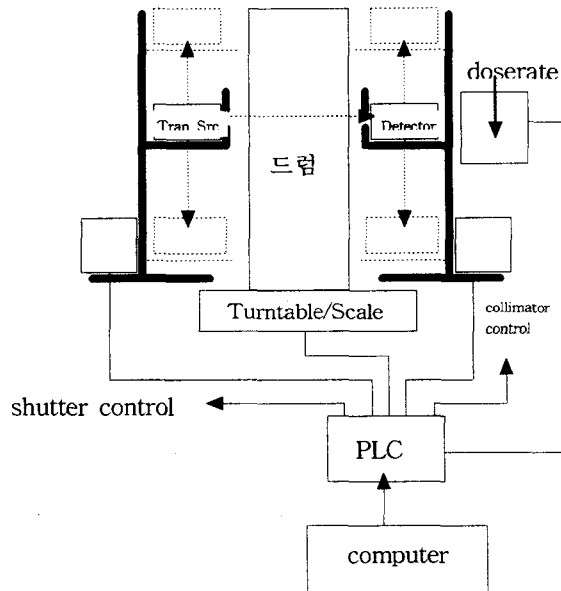 doserate
Tran Src
Detector
드럼
Turntable/Scale
collimator
control
shutter control
PLC
computer